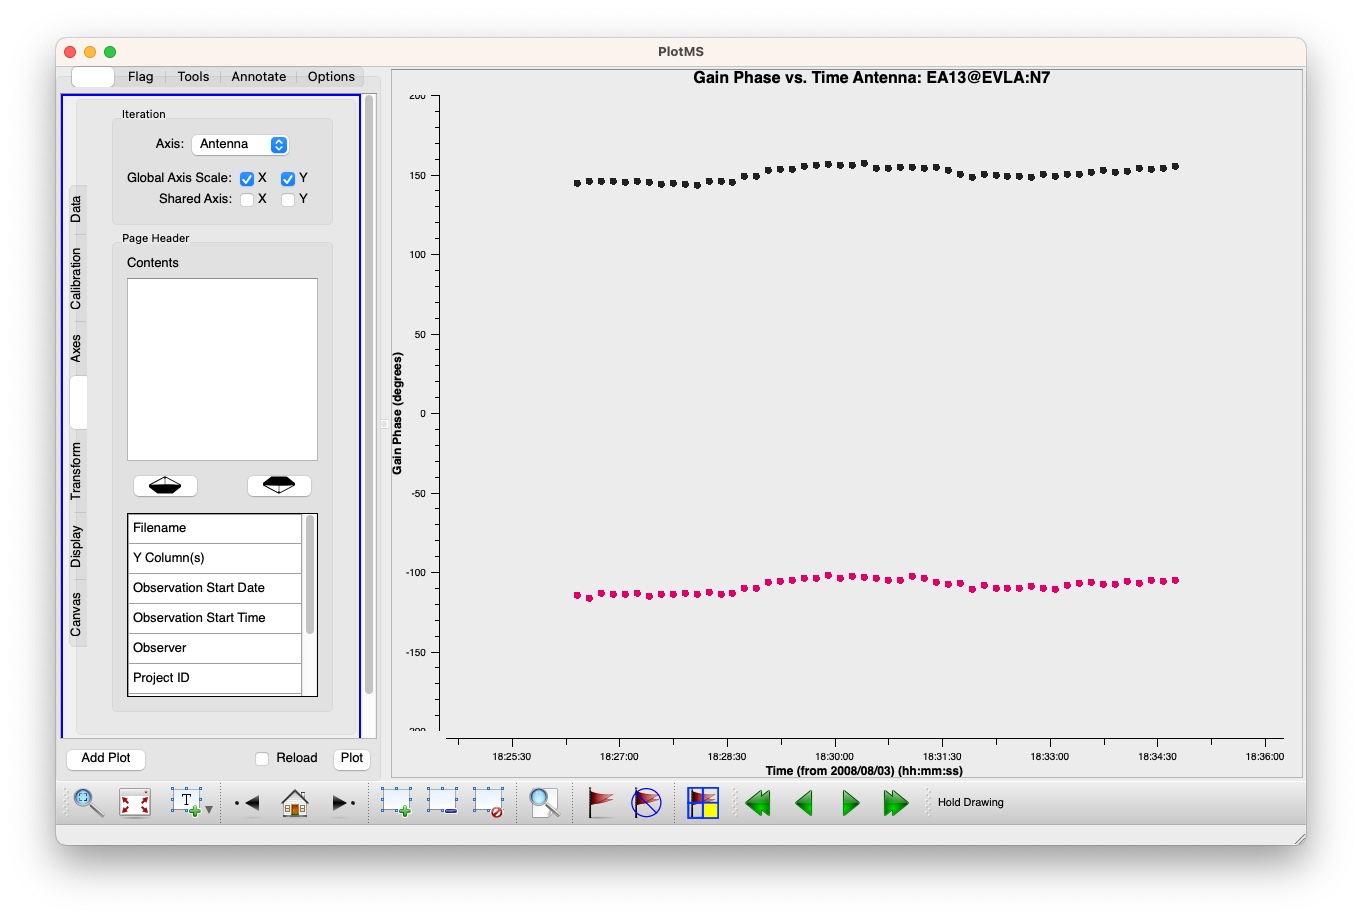 PlotMS
Flag Tools Annotate Options
Iteration
Axis: Antenna
Global Axis Scale: X Y
Shared Axis: X Y
Page Header
Contents
Filename
Y Column(s)
Observation Start Date
Observation Start Time
Observer
Project ID
Data
Calibration
Axes
Transform
Display
Canvas
Add Plot
Reload
Plot
Gain Phase vs. Time Antenna: EA13@EVLA:N7
200
150
100
50
0
-50
-100
-150
-200
Gain Phase (degrees)
18:25:30 18:27:00 18:28:30 18:30:00 18:31:30 18:33:00 18:34:30 18:36:00
Time (from 2008/08/03) (hh:mm:ss)
T
Hold Drawing